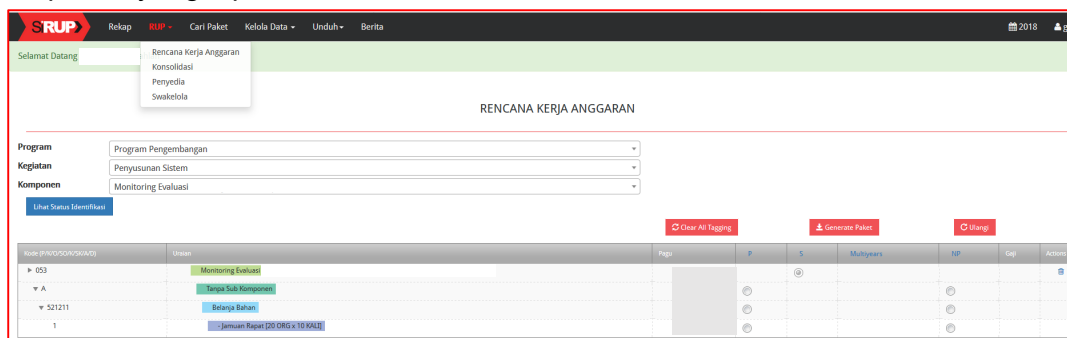 SIRUP Rekap RUP Cari Paket Kelola Data Unduh Berita 2018
Selamat Datang
Rencana Kerja Anggaran
Konsolidasi
Penyedia
Swakelola
RENCANA KERJA ANGGARAN
Program Program Pengembangan
Kegiatan Penyusunan Sistem
Komponen Monitoring Evaluasi
Lihat Status Identifikasi
Clear All Tagging Generate Paket Ulangi
Kode (P/K/O/SO/K/SK/A/D) Uraian Pagu P S Multiyears NP Gaji Actions
053 Monitoring Evaluasi
A Tanpa Sub Komponen
521211 Belanja Bahan
1 - Jamuan Rapat [20 ORG x 10 KALI]